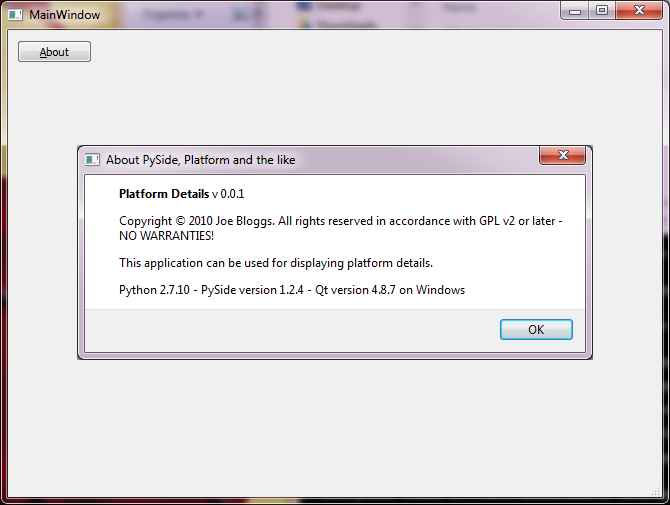 MainWindow
About
About PySide, Platform and the like
Platform Details v 0.0.1
Copyright © 2010 Joe Bloggs. All rights reserved in accordance with GPL v2 or later -
NO WARRANTIES!
This application can be used for displaying platform details.
Python 2.7.10 - PySide version 1.2.4 - Qt version 4.8.7 on Windows
OK